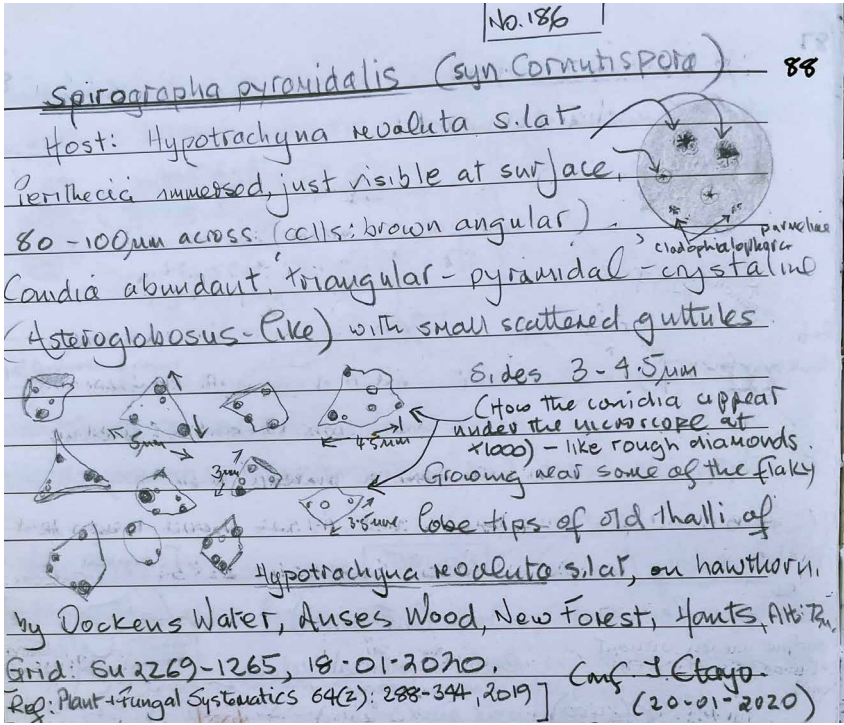 No. 186
88
Spirographa pyramidalis (syn. Cornutispora)
Host: Hypotrachyna revoluta s.lat
Perithecia immersed, just visible at surface,
80 - 100µm across (cells: brown angular).
parmeliae
cladophialophora
Conidia abundant, triangular - pyramidal - crystaline
(Asteroglobosus-like) with small scattered guttules
Sides 3 - 4.5µm
(How the conidia appear
under the microscope at
x1000) - like rough diamonds.
5µm
4.5µm
3µm
3.5µm
Growing near some of the flaky
lobe tips of old thalli of
Hypotrachyna revoluta s.lat, on hawthorn.
by Dockens Water, Anses Wood, New Forest, Hants,
Grid: SU 2269-1265, 18-01-2020.
Conf. J. Etayo.
Plant + Fungal Systematics 64(2): 288-344, 2019]
(20-01-2020)